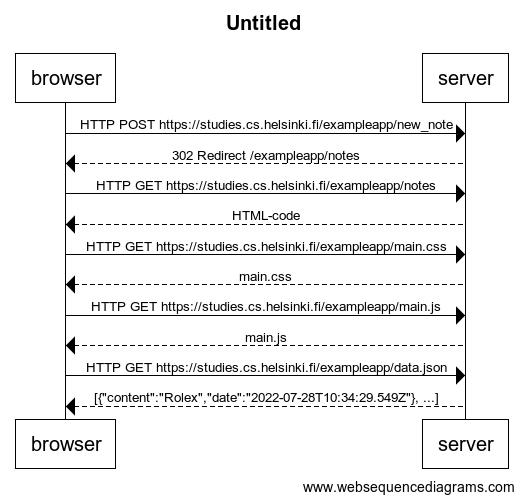 Untitled
browser server
HTTP POST https://studies.cs.helsinki.fi/exampleapp/new_note
302 Redirect /exampleapp/notes
HTTP GET https://studies.cs.helsinki.fi/exampleapp/notes
HTML-code
HTTP GET https://studies.cs.helsinki.fi/exampleapp/main.css
main.css
HTTP GET https://studies.cs.helsinki.fi/exampleapp/main.js
main.js
HTTP GET https://studies.cs.helsinki.fi/exampleapp/data.json
[{"content":"Rolex","date":"2022-07-28T10:34:29.549Z"}, ...]
browser server
www.websequencediagrams.com